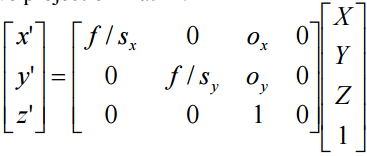 x' f / s_x 0 o_x 0 X
y' = 0 f / s_y o_y 0 Y
z' 0 0 1 0 Z
1